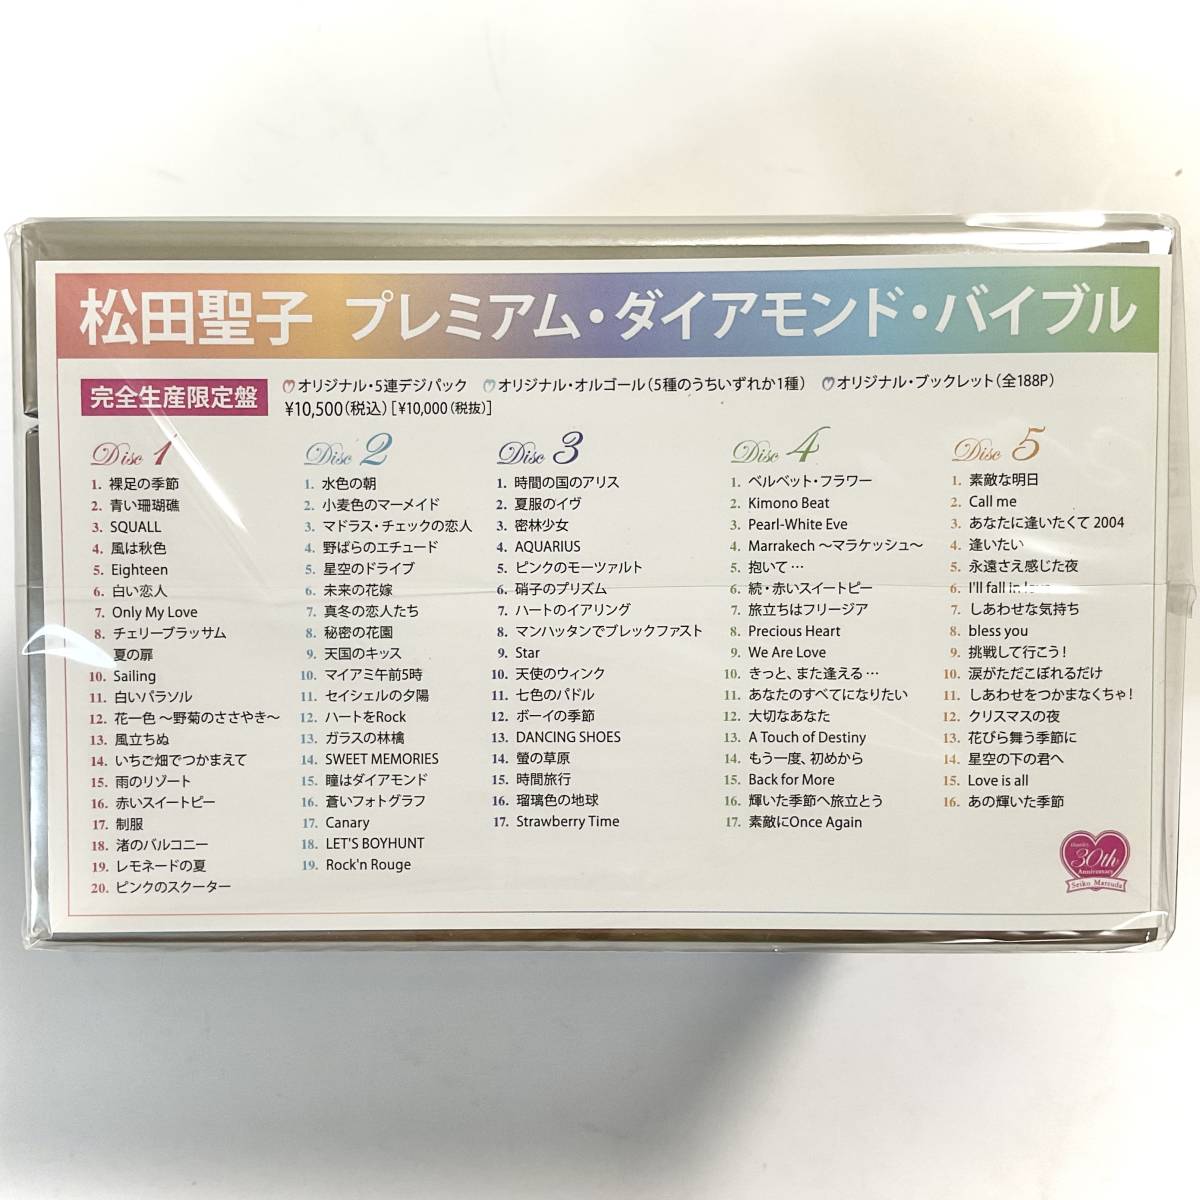 松田聖子 プレミアム・ダイアモンド・バイブル
完全生産限定盤
オリジナル・5連デジパック オリジナル・オルゴール(5種のうちいずれか1種) オリジナル・ブックレット(全188P)
¥10,500(税込)[¥10,000(税抜)]
Disc 1
1. 裸足の季節
2. 青い珊瑚礁
3. SQUALL
4. 風は秋色
5. Eighteen
6. 白い恋人
7. Only My Love
8. チェリーブラッサム
夏の扉
10. Sailing
11. 白いパラソル
12. 花一色 〜野菊のささやき〜
13. 風立ちぬ
14. いちご畑でつかまえて
15. 雨のリゾート
16. 赤いスイートピー
17. 制服
18. 渚のバルコニー
19. レモネードの夏
20. ピンクのスクーター
Disc 2
1. 水色の朝
2. 小麦色のマーメイド
3. マドラス・チェックの恋人
4. 野ばらのエチュード
5. 星空のドライブ
6. 未来の花嫁
7. 真冬の恋人たち
8. 秘密の花園
9. 天国のキッス
10. マイアミ午前5時
11. セイシェルの夕陽
12. ハートをRock
13. ガラスの林檎
14. SWEET MEMORIES
15. 瞳はダイアモンド
16. 蒼いフォトグラフ
17. Canary
18. LET'S BOYHUNT
19. Rock'n Rouge
Disc 3
1. 時間の国のアリス
2. 夏服のイヴ
3. 密林少女
4. AQUARIUS
5. ピンクのモーツァルト
6. 硝子のプリズム
7. ハートのイアリング
8. マンハッタンでブレックファスト
9. Star
10. 天使のウィンク
11. 七色のパドル
12. ボーイの季節
13. DANCING SHOES
14. 螢の草原
15. 時間旅行
16. 瑠璃色の地球
17. Strawberry Time
Disc 4
1. ベルベット・フラワー
2. Kimono Beat
3. Pearl-White Eve
4. Marrakech 〜マラケッシュ〜
5. 抱いて…
6. 続・赤いスイートピー
7. 旅立ちはフリージア
8. Precious Heart
9. We Are Love
10. きっと、また逢える…
11. あなたのすべてになりたい
12. 大切なあなた
13. A Touch of Destiny
14. もう一度、初めから
15. Back for More
16. 輝いた季節へ旅立とう
17. 素敵にOnce Again
Disc 5
1. 素敵な明日
2. Call me
3. あなたに逢いたくて 2004
4. 逢いたい
5. 永遠さえ感じた夜
6. I'll fall in love
7. しあわせな気持ち
8. bless you
9. 挑戦して行こう!
10. 涙がただこぼれるだけ
11. しあわせをつかまなくちゃ!
12. クリスマスの夜
13. 花びら舞う季節に
14. 星空の下の君へ
15. Love is all
16. あの輝いた季節
30th
Anniversary
Seiko Matsuda